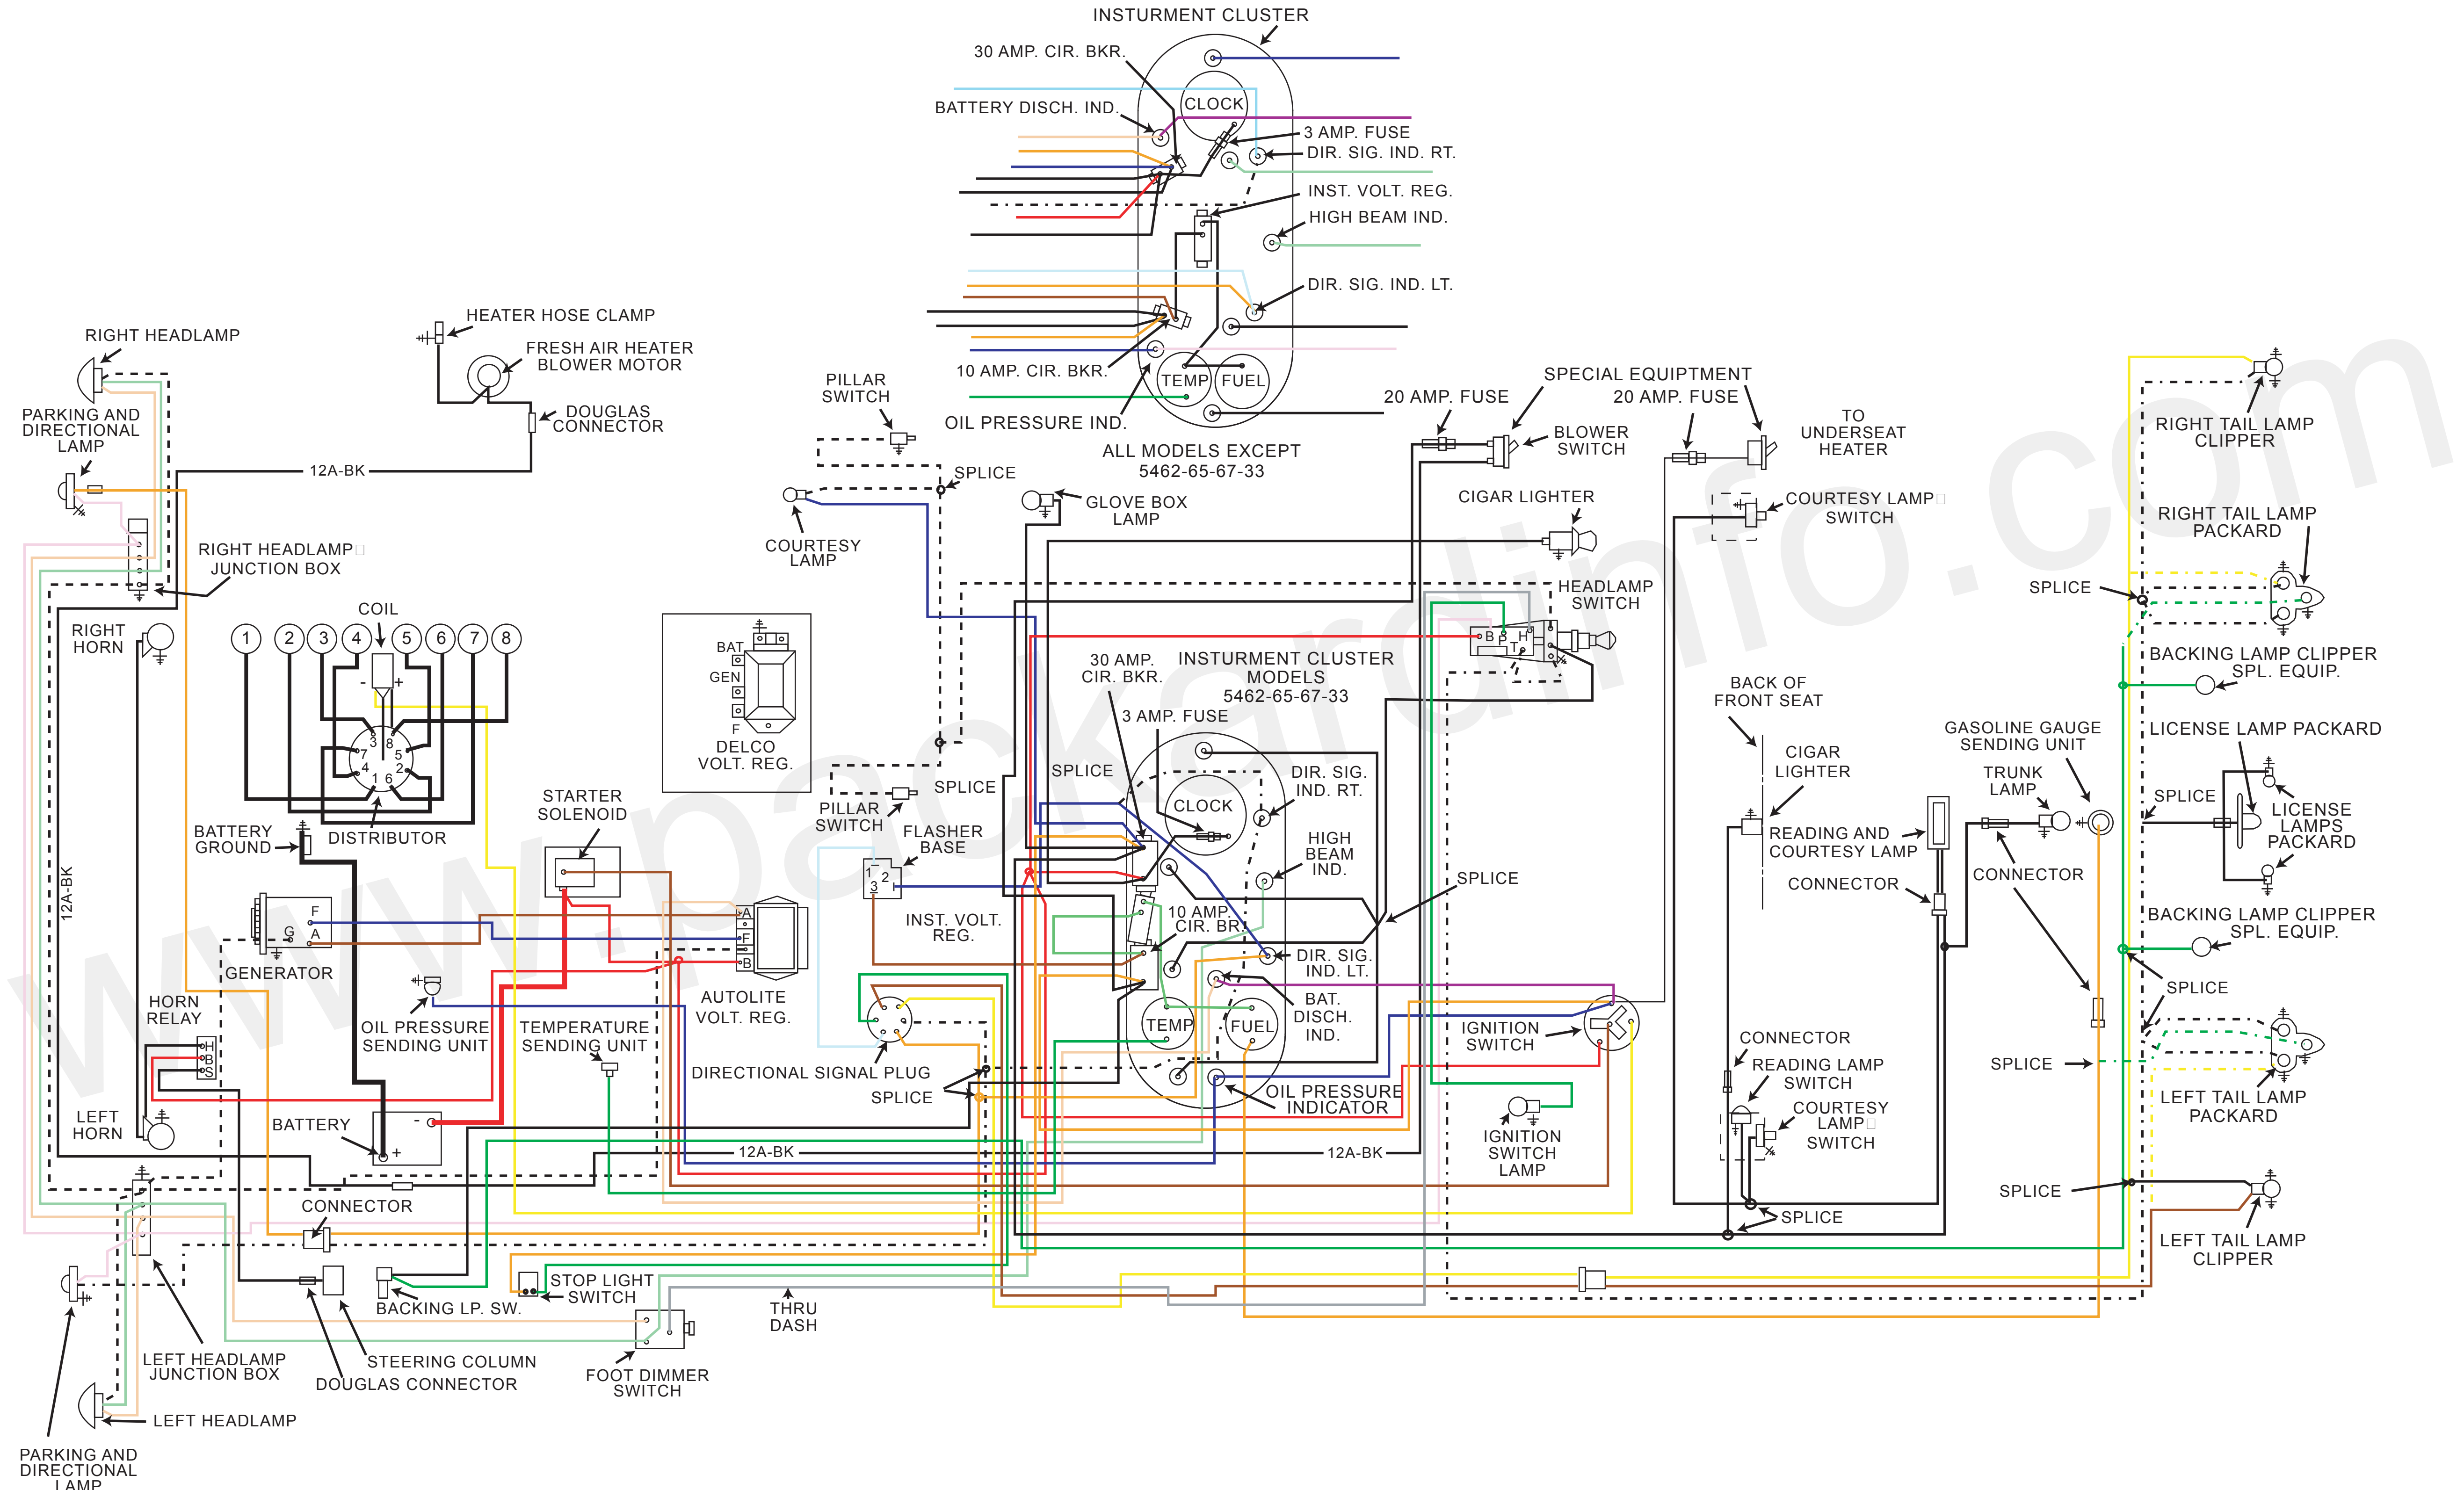 INSTURMENT CLUSTER
30 AMP. CIR. BKR.
BATTERY DISCH. IND.
CLOCK
3 AMP. FUSE
DIR. SIG. IND. RT.
INST. VOLT. REG.
HIGH BEAM IND.
DIR. SIG. IND. LT.
10 AMP. CIR. BKR.
TEMP
FUEL
OIL PRESSURE IND.
ALL MODELS EXCEPT
5462-65-67-33
RIGHT HEADLAMP
PARKING AND
DIRECTIONAL
LAMP
HEATER HOSE CLAMP
FRESH AIR HEATER
BLOWER MOTOR
DOUGLAS
CONNECTOR
12A-BK
RIGHT HEADLAMP
JUNCTION BOX
PILLAR
SWITCH
SPLICE
COURTESY
LAMP
GLOVE BOX
LAMP
20 AMP. FUSE
SPECIAL EQUIPTMENT
20 AMP. FUSE
BLOWER
SWITCH
TO
UNDERSEAT
HEATER
CIGAR LIGHTER
COURTESY LAMP
SWITCH
RIGHT TAIL LAMP
CLIPPER
RIGHT TAIL LAMP
PACKARD
SPLICE
COIL
RIGHT
HORN
1 2 3 4 5 6 7 8
- +
3 8
7 5
4 2
1 6
DISTRIBUTOR
BAT
GEN
F
DELCO
VOLT. REG.
HEADLAMP
SWITCH
B P H
T
30 AMP.
CIR. BKR.
INSTURMENT CLUSTER
MODELS
5462-65-67-33
3 AMP. FUSE
SPLICE
SPLICE
CLOCK
DIR. SIG.
IND. RT.
HIGH
BEAM
IND.
BACK OF
FRONT SEAT
CIGAR
LIGHTER
READING AND
COURTESY LAMP
CONNECTOR
BACKING LAMP CLIPPER
SPL. EQUIP.
GASOLINE GAUGE
SENDING UNIT
TRUNK
LAMP
CONNECTOR
LICENSE LAMP PACKARD
SPLICE
LICENSE
LAMPS
PACKARD
BACKING LAMP CLIPPER
SPL. EQUIP.
SPLICE
BATTERY
GROUND
STARTER
SOLENOID
PILLAR
SWITCH
FLASHER
BASE
1 2
3
12A-BK
F
G A
GENERATOR
A
F
B
AUTOLITE
VOLT. REG.
INST. VOLT.
REG.
10 AMP.
CIR. BR.
SPLICE
DIR. SIG.
IND. LT.
BAT.
DISCH.
IND.
TEMP
FUEL
OIL PRESSURE
INDICATOR
HORN
RELAY
H
B
S
OIL PRESSURE
SENDING UNIT
TEMPERATURE
SENDING UNIT
DIRECTIONAL SIGNAL PLUG
SPLICE
IGNITION
SWITCH
IGNITION
SWITCH
LAMP
CONNECTOR
READING LAMP
SWITCH
COURTESY
LAMP
SWITCH
SPLICE
SPLICE
LEFT TAIL LAMP
PACKARD
LEFT
HORN
BATTERY
-
+
12A-BK
12A-BK
CONNECTOR
SPLICE
LEFT TAIL LAMP
CLIPPER
BACKING LP. SW.
STOP LIGHT
SWITCH
THRU
DASH
LEFT HEADLAMP
JUNCTION BOX
STEERING COLUMN
DOUGLAS CONNECTOR
FOOT DIMMER
SWITCH
LEFT HEADLAMP
PARKING AND
DIRECTIONAL
LAMP
www.packardinfo.com